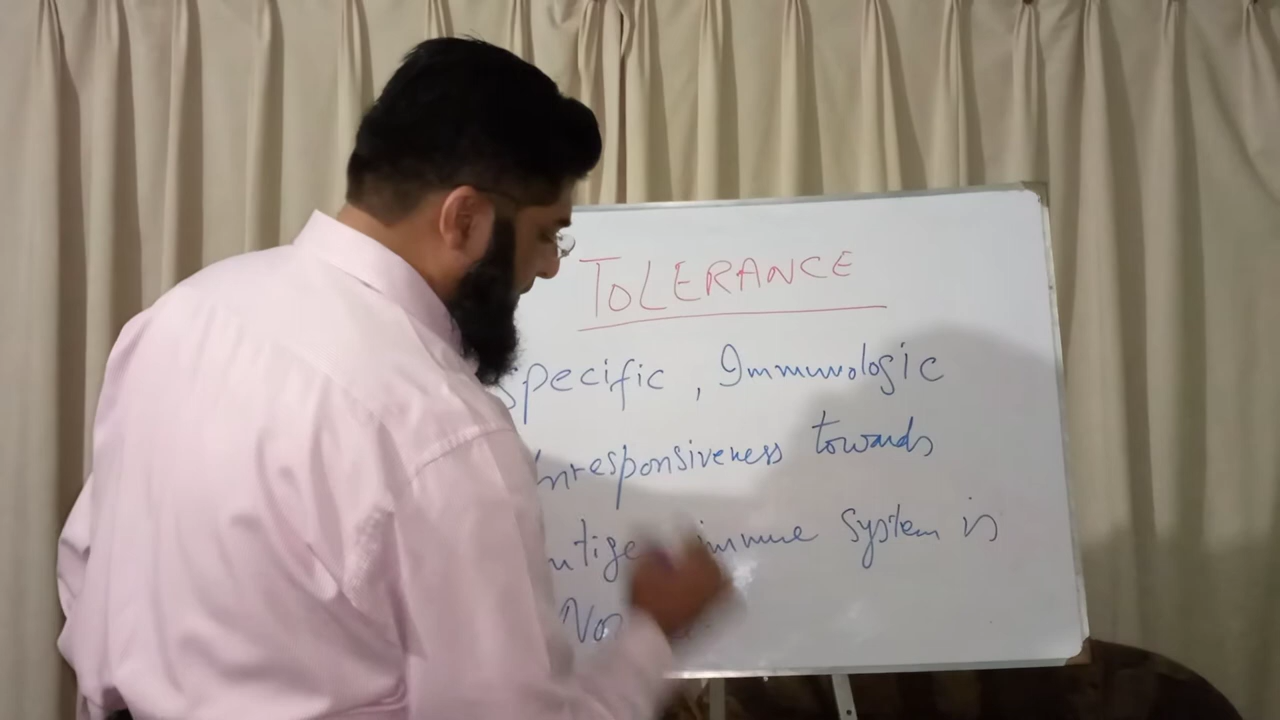 TOLERANCE
Specific, Immunologic
unresponsiveness towards
immune system is